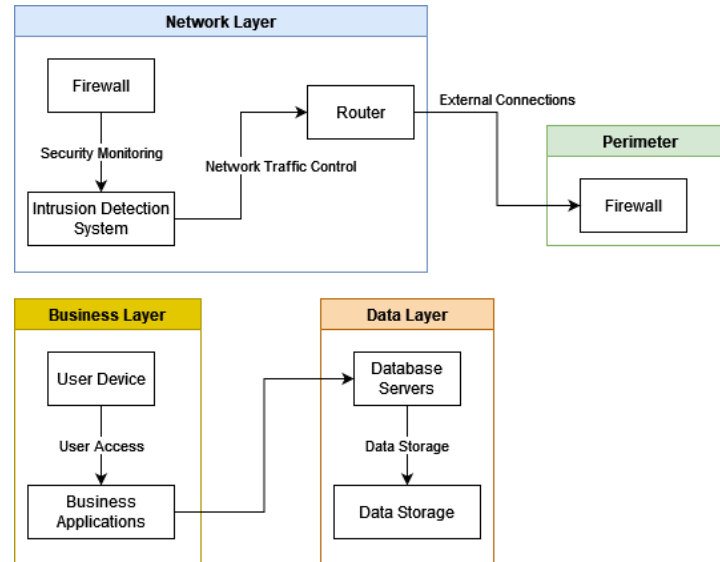 Network Layer
Firewall
Security Monitoring
Intrusion Detection
System
Network Traffic Control
Router
External Connections
Perimeter
Firewall
Business Layer
User Device
User Access
Business
Applications
Data Layer
Database
Servers
Data Storage
Data Storage